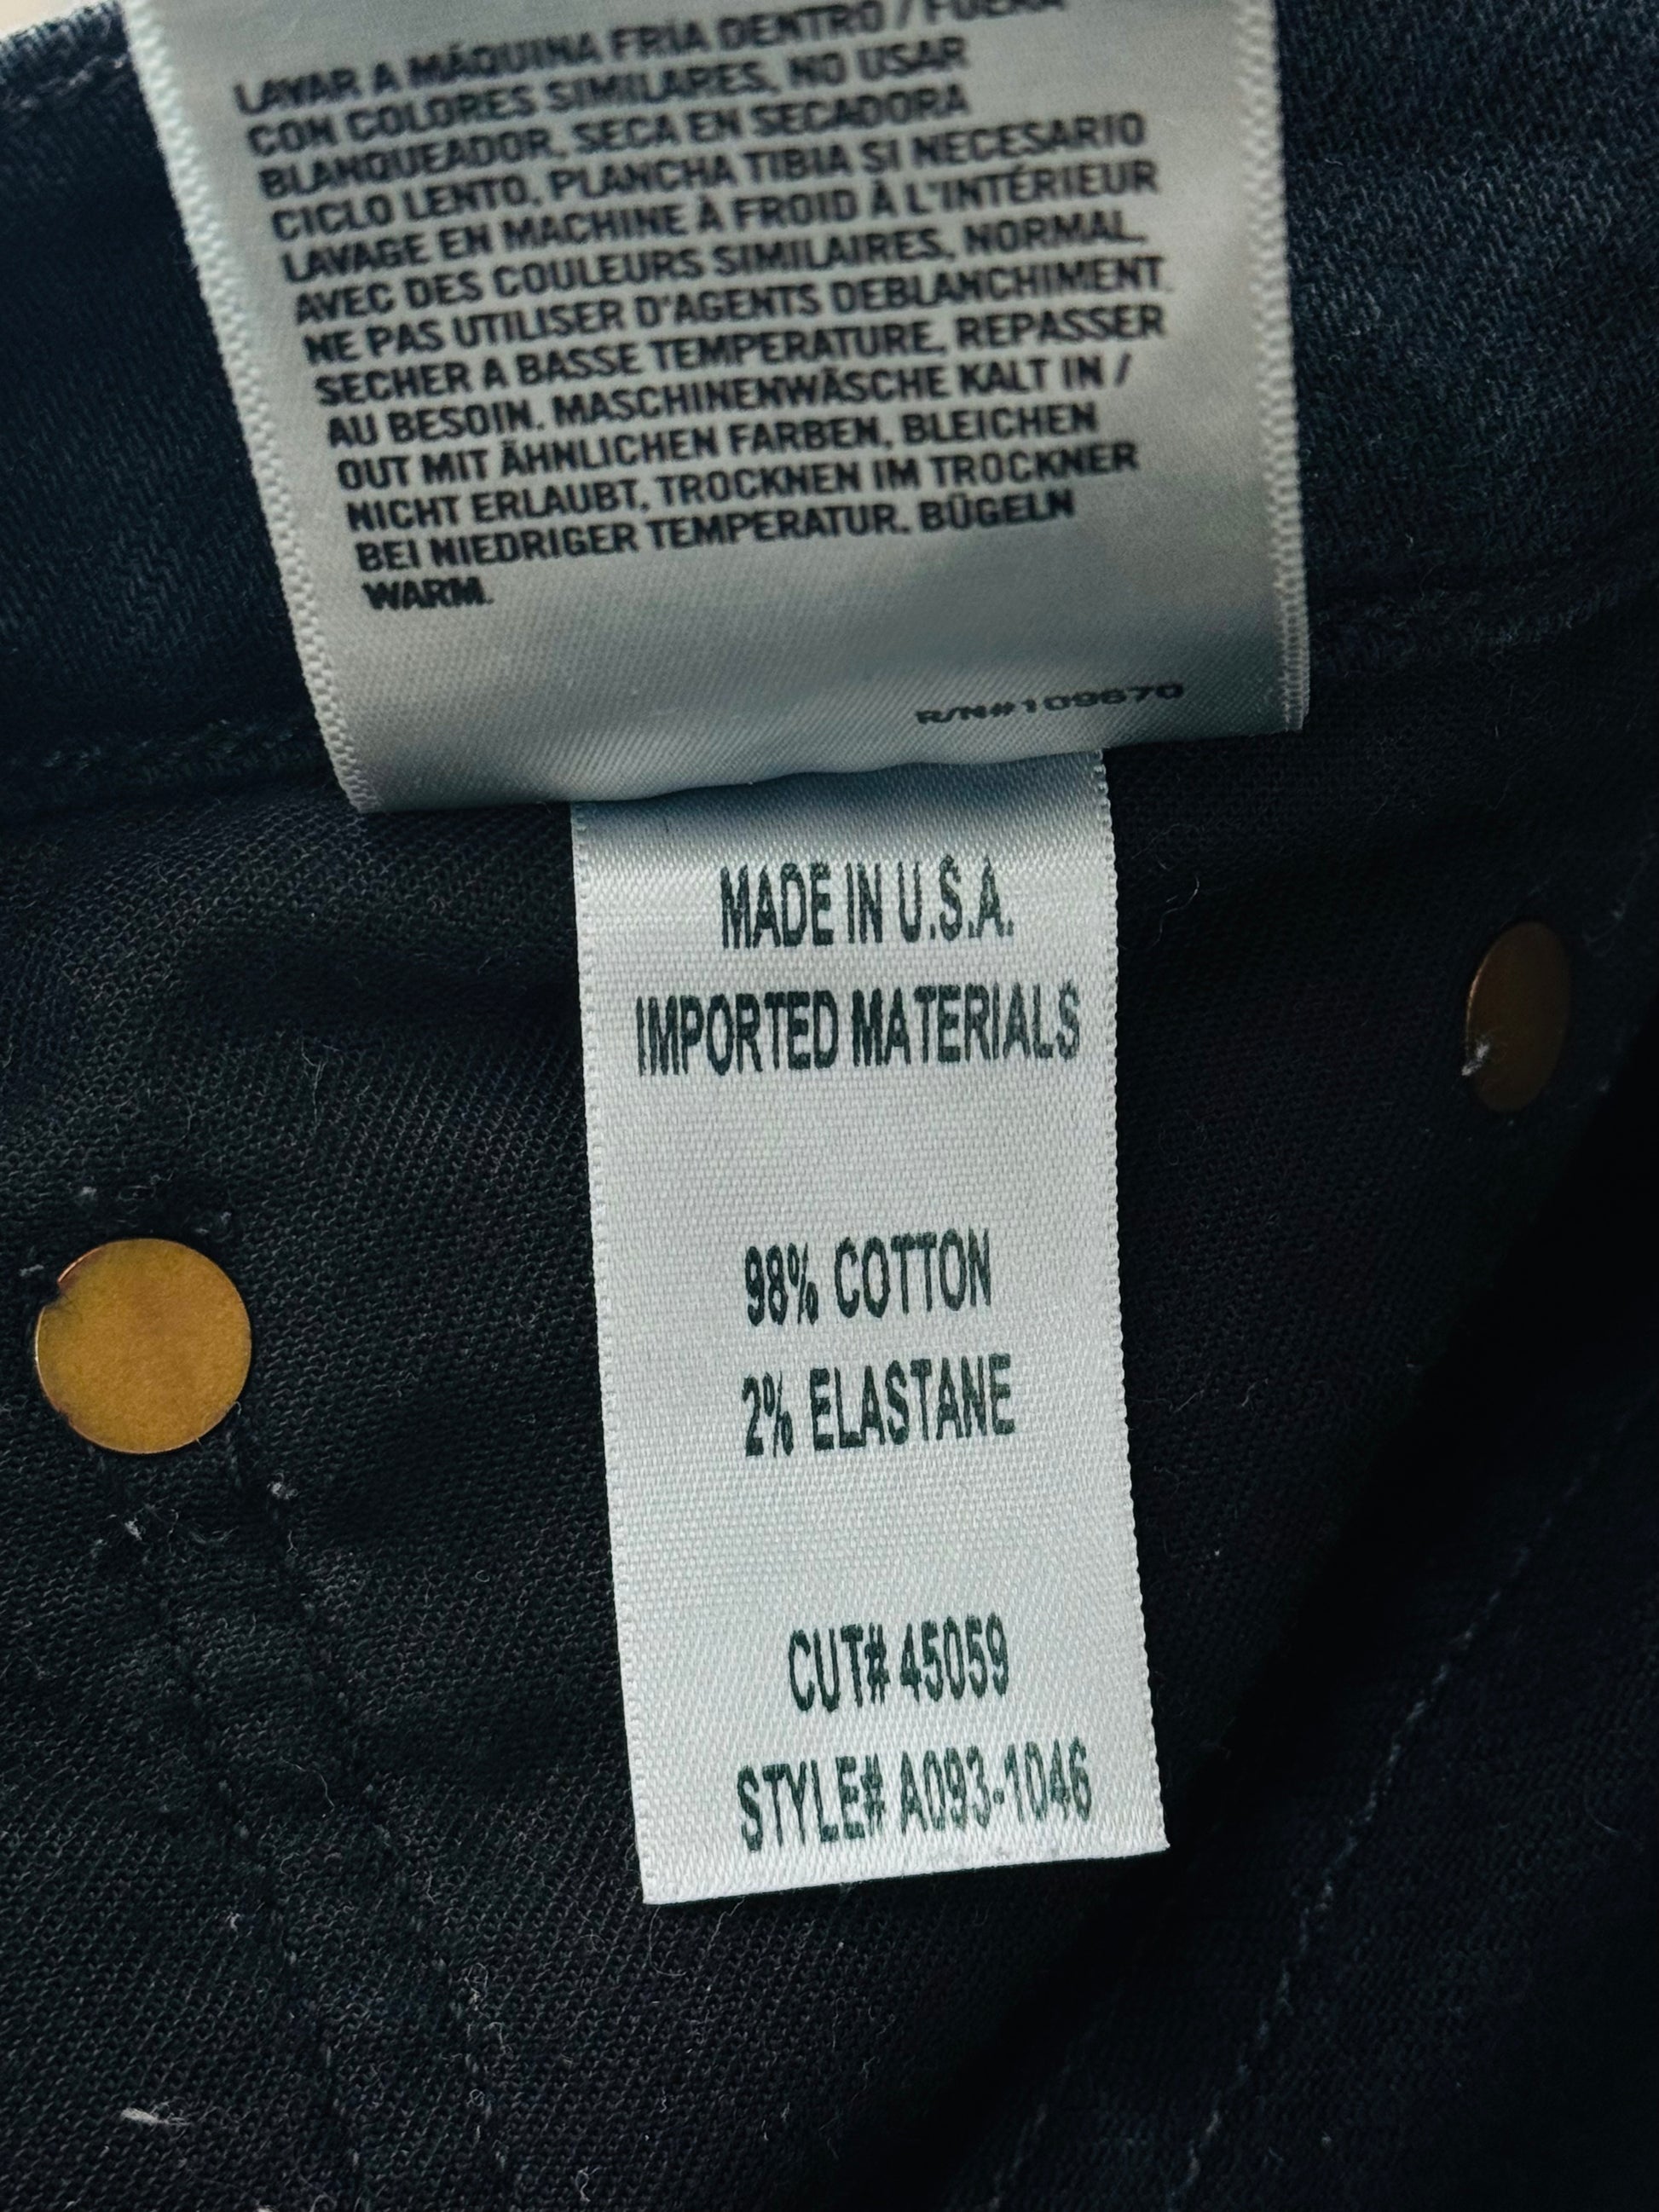 LAVAR A MÁQUINA FRÍA DENTRO / FUERA
CON COLORES SIMILARES, NO USAR
BLANQUEADOR, SECA EN SECADORA
CICLO LENTO, PLANCHA TIBIA SI NECESARIO
LAVAGE EN MACHINE À FROID À L'INTÉRIEUR
AVEC DES COULEURS SIMILAIRES, NORMAL.
NE PAS UTILISER D'AGENTS DEBLANCHIMENT.
SECHER A BASSE TEMPERATURE, REPASSER
AU BESOIN. MASCHINENWÄSCHE KALT IN /
OUT MIT ÄHNLICHEN FARBEN, BLEICHEN
NICHT ERLAUBT, TROCKNEN IM TROCKNER
BEI NIEDRIGER TEMPERATUR. BÜGELN
WARM.
R/N#109670
MADE IN U.S.A.
IMPORTED MATERIALS
98% COTTON
2% ELASTANE
CUT# 45059
STYLE# A093-1046